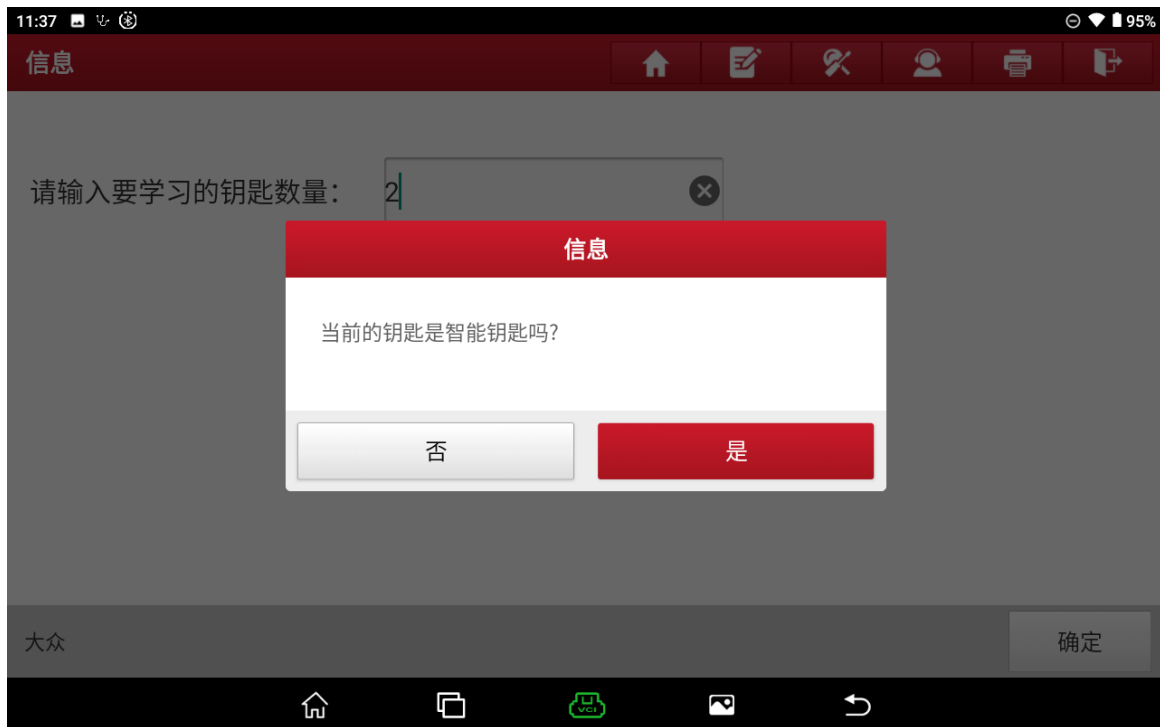 11:37
95%
信息
请输入要学习的钥匙数量：
2
信息
当前的钥匙是智能钥匙吗?
否
是
大众
确定
VCI